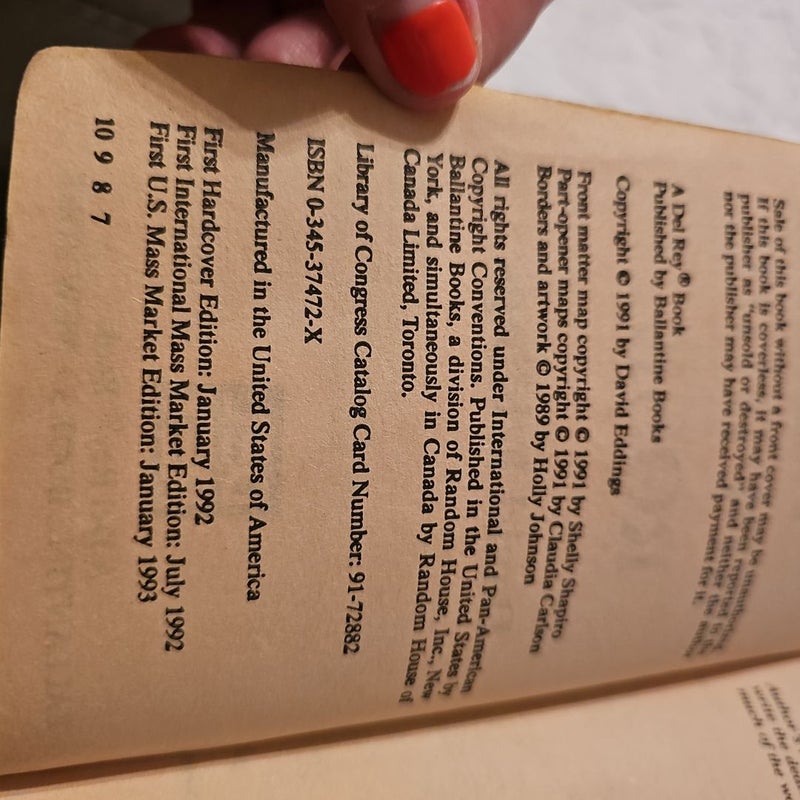 Sale of this book without a front cover may be
If this book is coverless, it may have been reported
publisher as "unsold or destroyed" and neither the
nor the publisher may have received payment for it.
A Del Rey® Book
Published by Ballantine Books
Copyright © 1991 by David Eddings
Front matter map copyright © 1991 by Shelly Shapiro
Part-opener maps copyright © 1991 by Claudia Carlson
Borders and artwork © 1989 by Holly Johnson
All rights reserved under International and Pan-American
Copyright Conventions. Published in the United States by
Ballantine Books, a division of Random House, Inc., New
York, and simultaneously in Canada by Random House of
Canada Limited, Toronto.
Library of Congress Catalog Card Number: 91-72882
ISBN 0-345-37472-X
Manufactured in the United States of America
First Hardcover Edition: January 1992
First International Mass Market Edition: July 1992
First U.S. Mass Market Edition: January 1993
10 9 8 7
Author's
write the
much of the